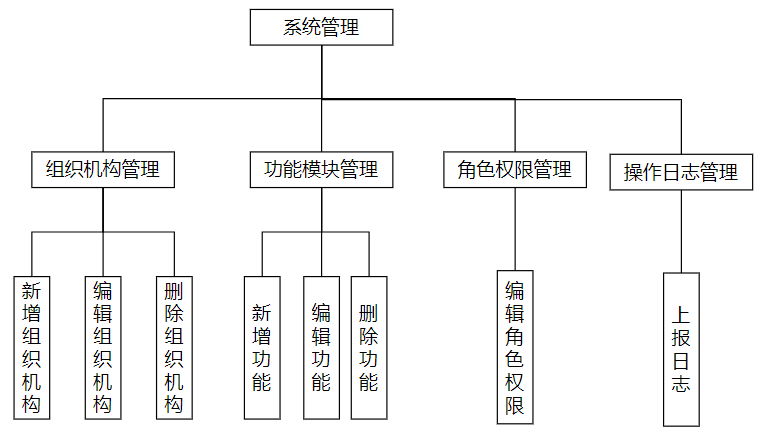 系统管理
组织机构管理
功能模块管理
角色权限管理
操作日志管理
新增组织机构
编辑组织机构
删除组织机构
新增功能
编辑功能
删除功能
编辑角色权限
上报日志